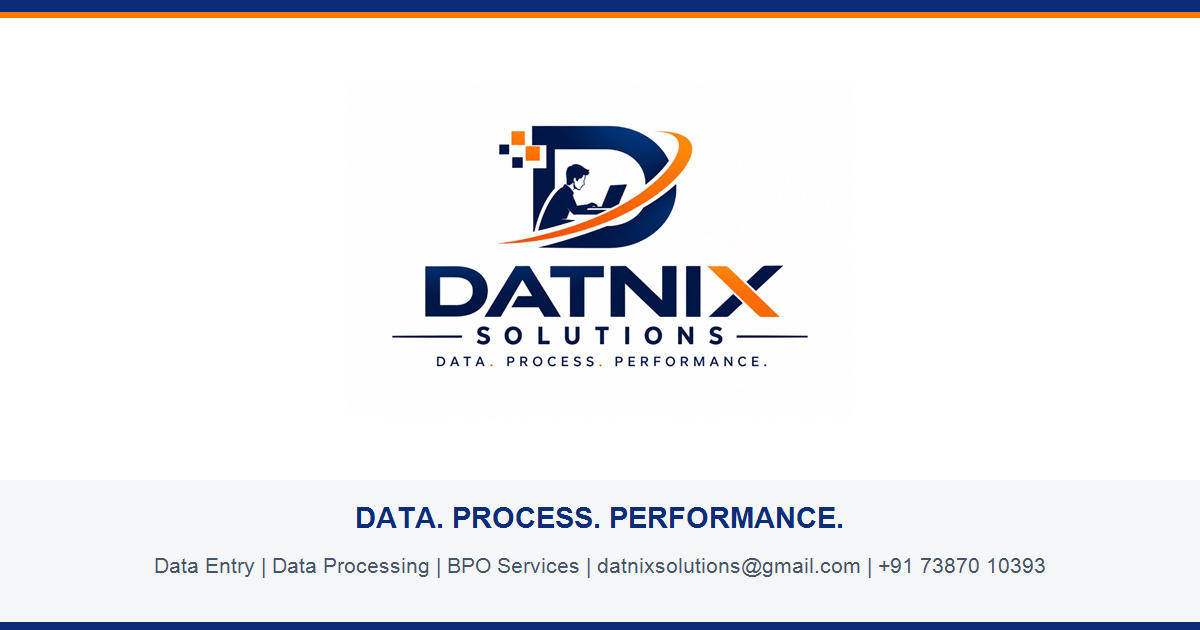 DATNIX
SOLUTIONS
DATA. PROCESS. PERFORMANCE.
DATA. PROCESS. PERFORMANCE.
Data Entry | Data Processing | BPO Services | datnixsolutions@gmail.com | +91 73870 10393